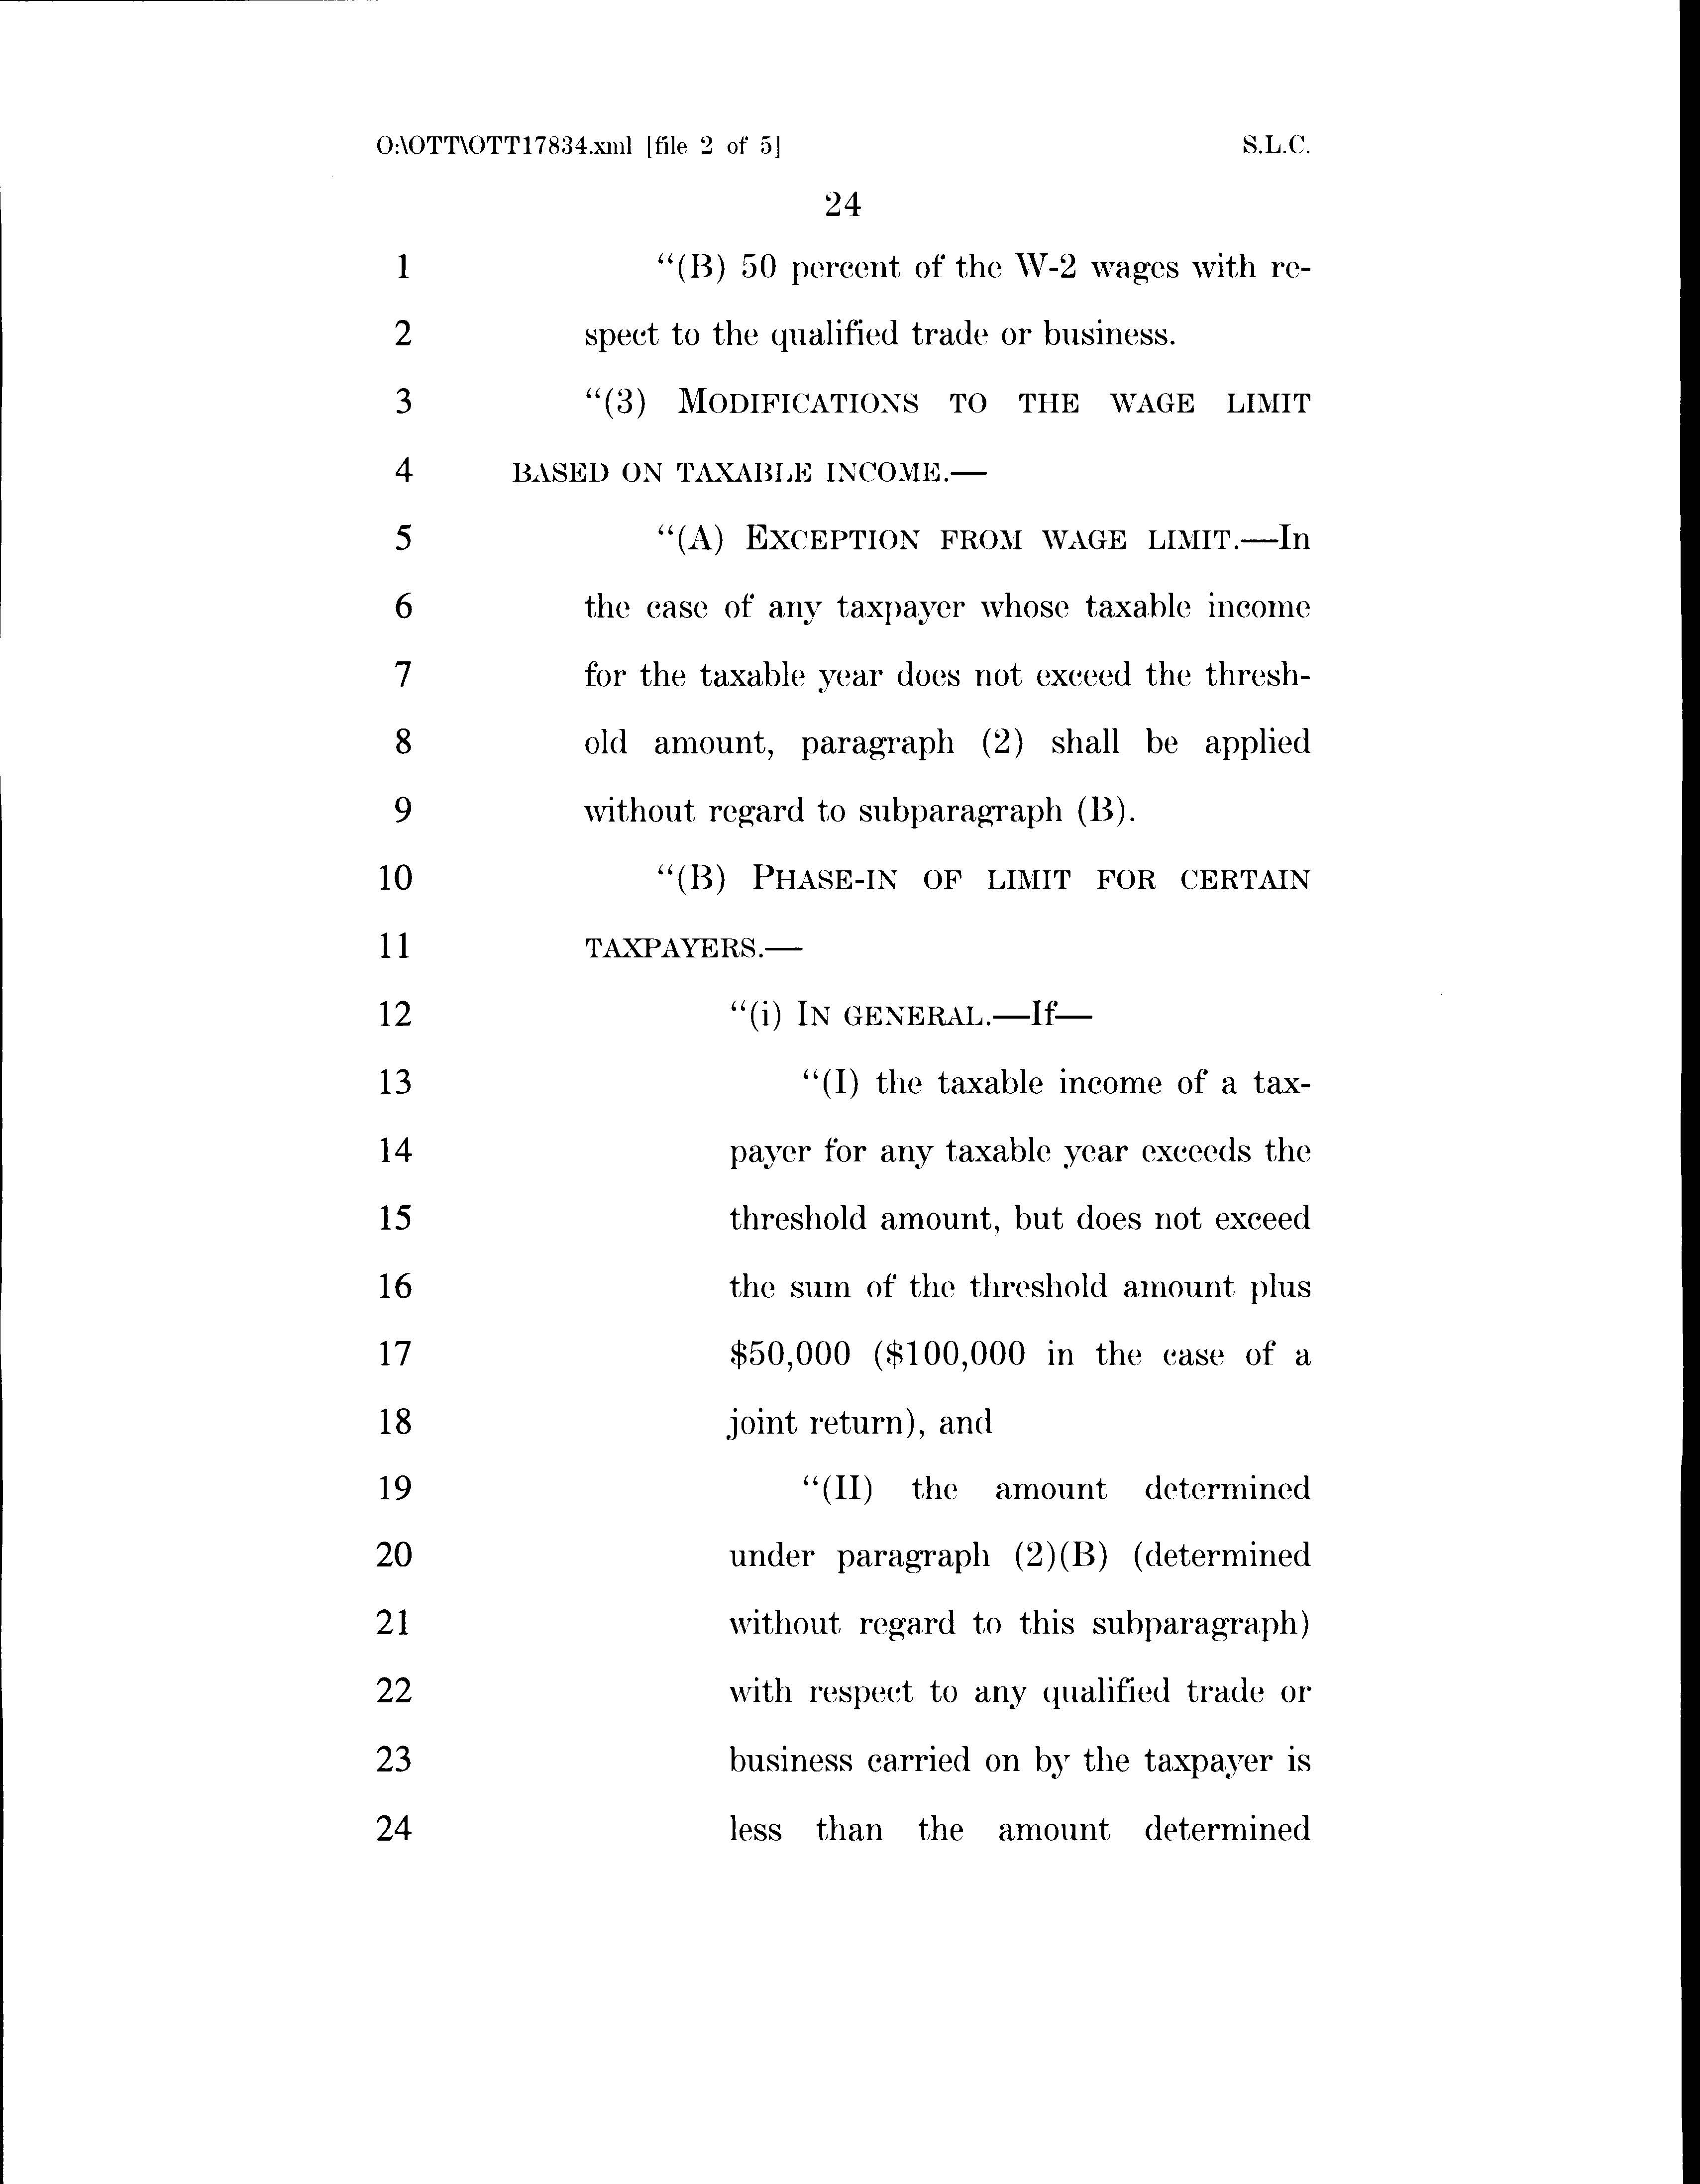 O:\OTT\OTT17834.xml [file 2 of 5] S.L.C.
24
1 “(B) 50 percent of the W-2 wages with re-
2 spect to the qualified trade or business.
3 “(3) MODIFICATIONS TO THE WAGE LIMIT
4 BASED ON TAXABLE INCOME.—
5 “(A) EXCEPTION FROM WAGE LIMIT.—In
6 the case of any taxpayer whose taxable income
7 for the taxable year does not exceed the thresh-
8 old amount, paragraph (2) shall be applied
9 without regard to subparagraph (B).
10 “(B) PHASE-IN OF LIMIT FOR CERTAIN
11 TAXPAYERS.—
12 “(i) IN GENERAL.—If—
13 “(I) the taxable income of a tax-
14 payer for any taxable year exceeds the
15 threshold amount, but does not exceed
16 the sum of the threshold amount plus
17 $50,000 ($100,000 in the case of a
18 joint return), and
19 “(II) the amount determined
20 under paragraph (2)(B) (determined
21 without regard to this subparagraph)
22 with respect to any qualified trade or
23 business carried on by the taxpayer is
24 less than the amount determined